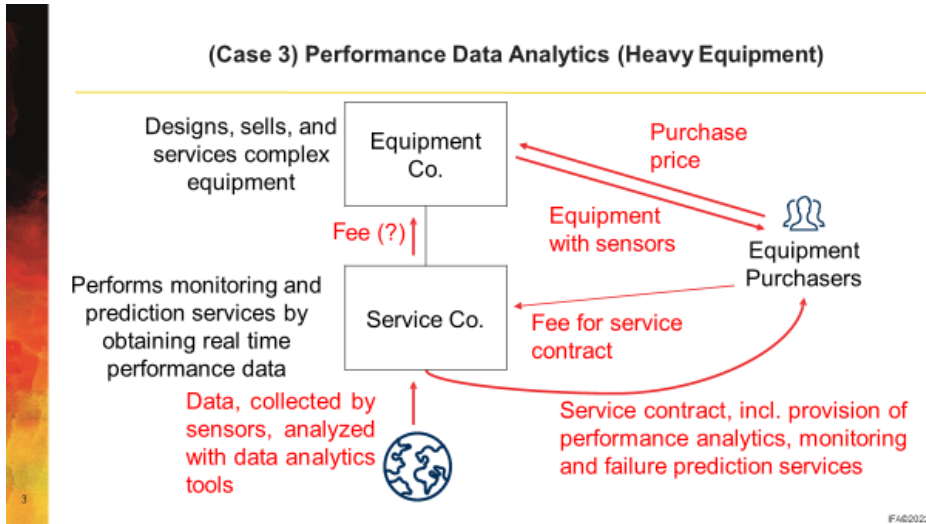 (Case 3) Performance Data Analytics (Heavy Equipment)
Designs, sells, and
services complex
equipment
Equipment
Co.
Purchase
price
Fee (?)
Equipment
with sensors
Equipment
Purchasers
Performs monitoring and
prediction services by
obtaining real time
performance data
Service Co.
Fee for service
contract
Data, collected by
sensors, analyzed
with data analytics
tools
Service contract, incl. provision of
performance analytics, monitoring
and failure prediction services
3